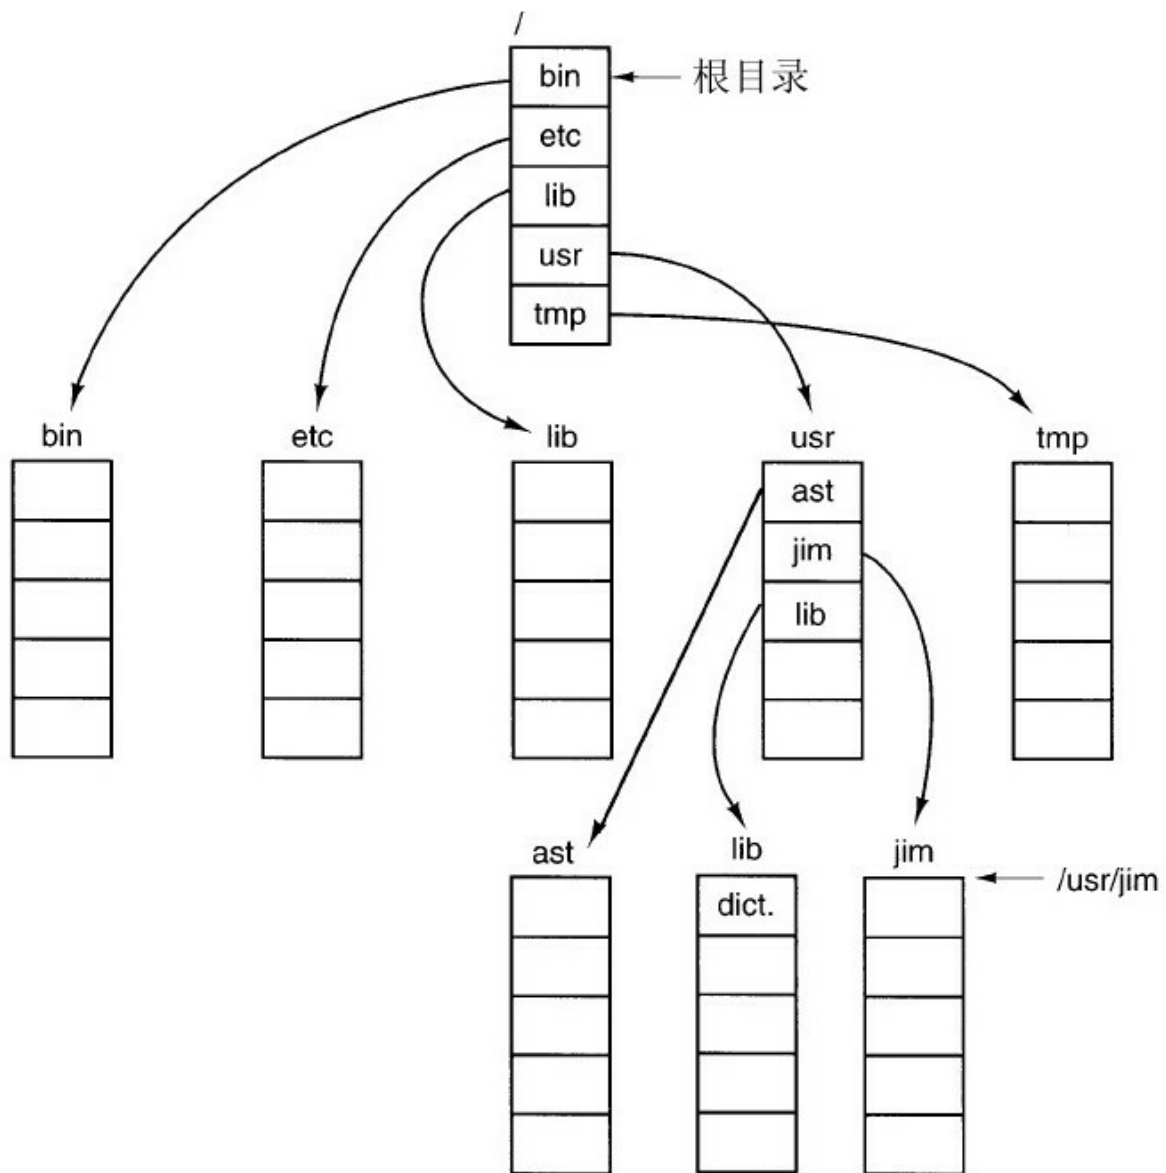 /
bin
根目录
etc
lib
usr
tmp
bin
etc
lib
usr
tmp
ast
jim
lib
ast
lib
jim
/usr/jim
dict.